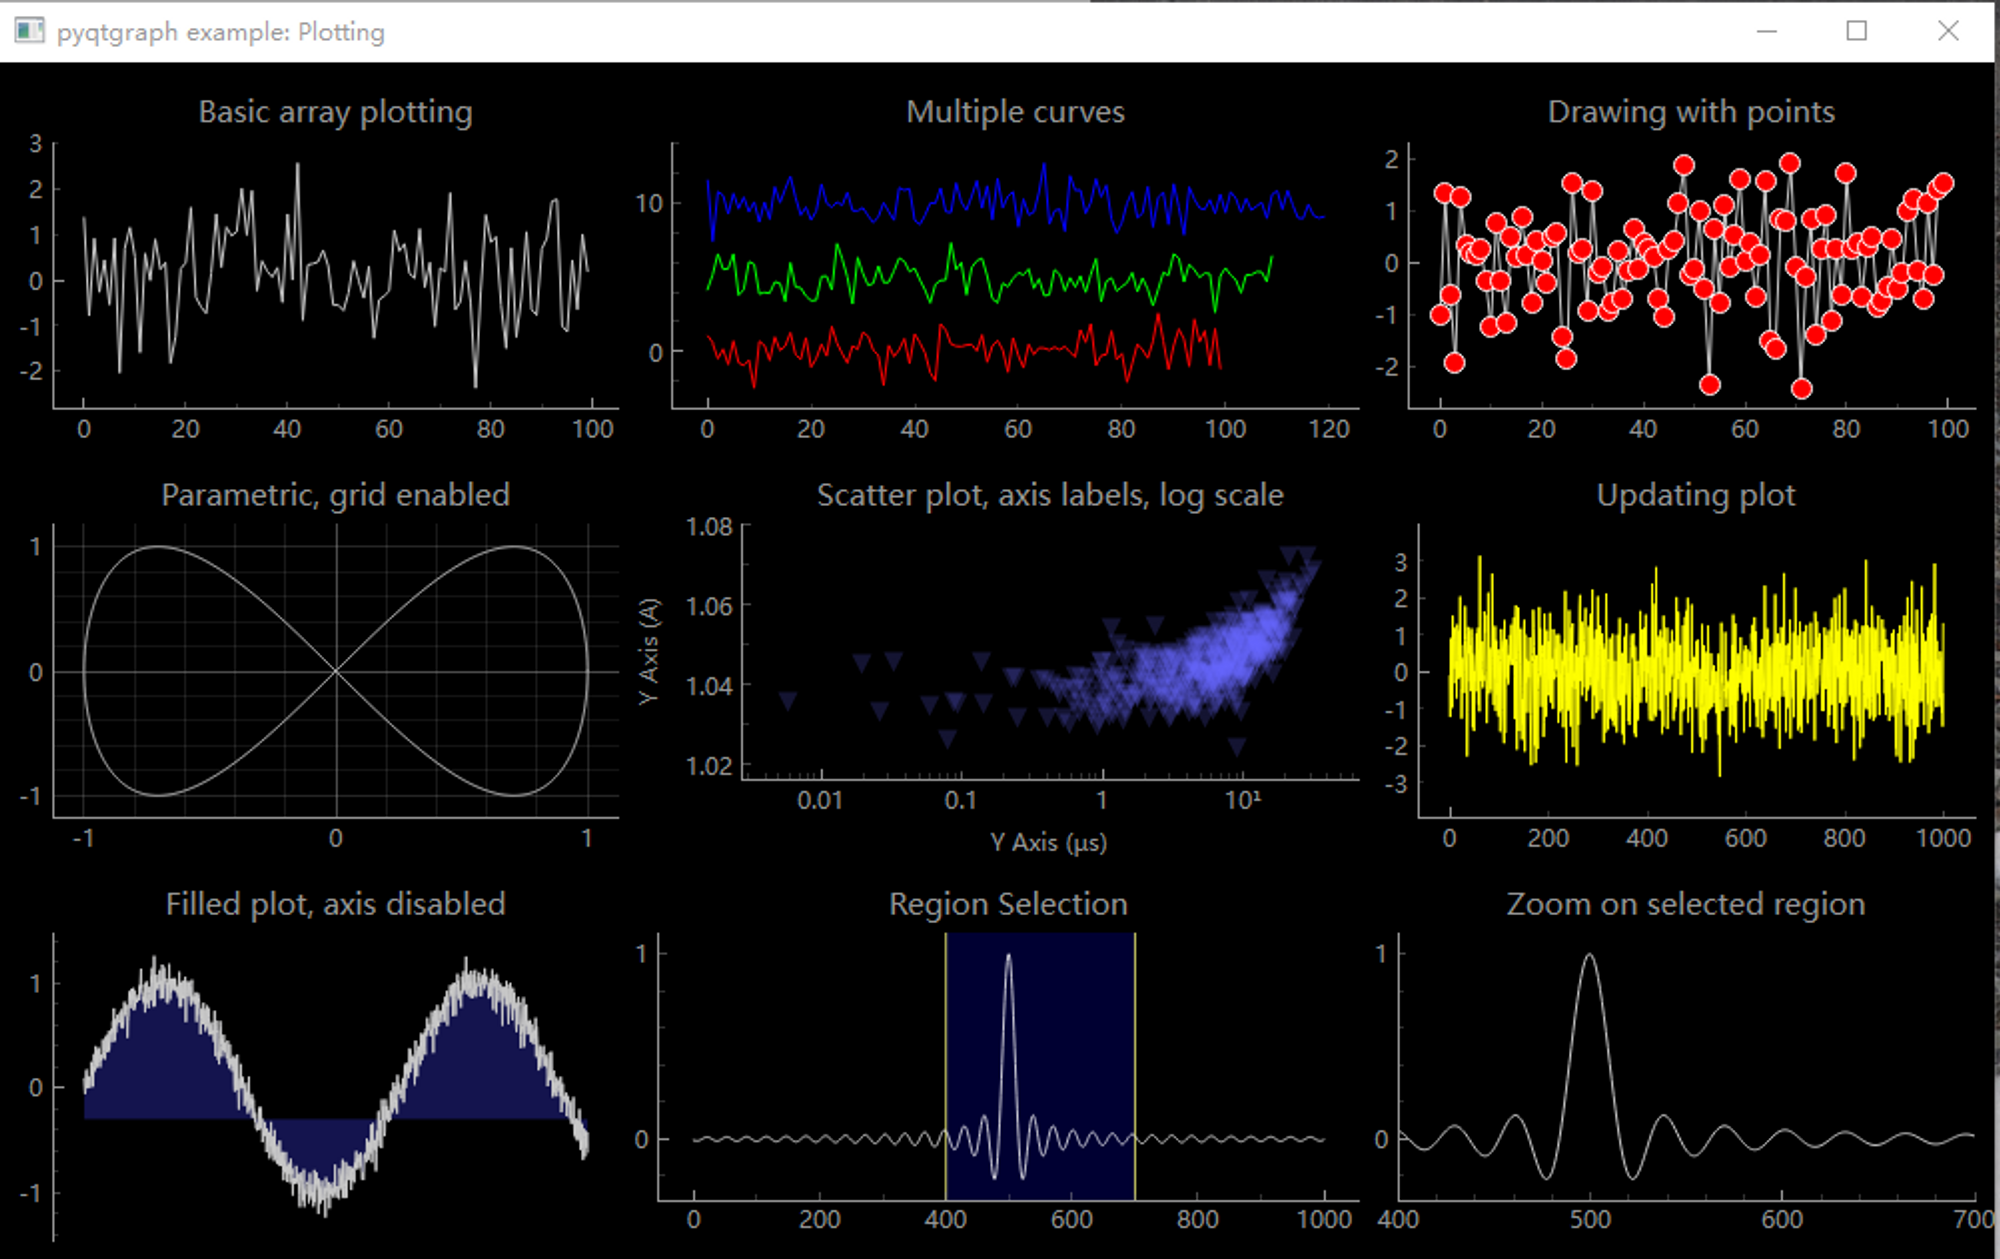 pyqtgraph example: Plotting
Basic array plotting
3
2
1
0
-1
-2
0 20 40 60 80 100
Multiple curves
10
0
0 20 40 60 80 100 120
Drawing with points
2
1
0
-1
-2
0 20 40 60 80 100
Parametric, grid enabled
1
0
-1
-1 0 1
Scatter plot, axis labels, log scale
Y Axis (A)
1.08
1.06
1.04
1.02
0.01 0.1 1 10¹
Y Axis (µs)
Updating plot
3
2
1
0
-1
-2
-3
0 200 400 600 800 1000
Filled plot, axis disabled
1
0
-1
Region Selection
1
0
0 200 400 600 800 1000
Zoom on selected region
1
0
400 500 600 700